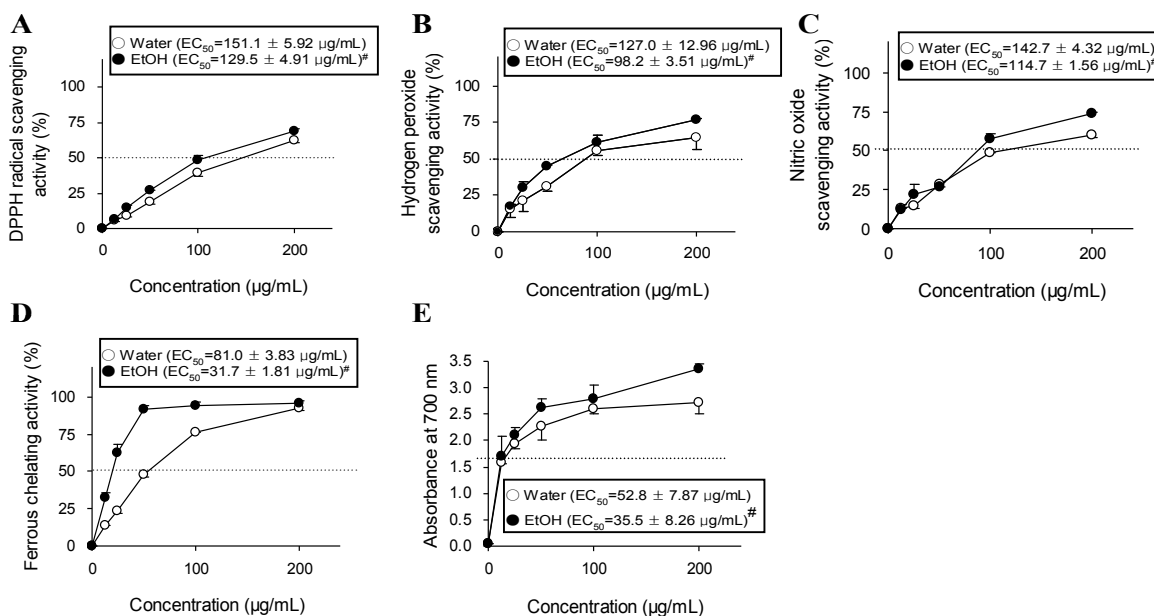 A
DPPH radical scavenging
activity (%)
100
75
50
25
0
Water (EC50=151.1 ± 5.92 µg/mL)
EtOH (EC50=129.5 ± 4.91 µg/mL)#
0
100
200
Concentration (µg/mL)
B
Hydrogen peroxide
scavenging activity (%)
100
75
50
25
0
Water (EC50=127.0 ± 12.96 µg/mL)
EtOH (EC50=98.2 ± 3.51 µg/mL)#
0
100
200
Concentration (µg/mL)
C
Nitric oxide
scavenging activity (%)
100
75
50
25
0
Water (EC50=142.7 ± 4.32 µg/mL)
EtOH (EC50=114.7 ± 1.56 µg/mL)#
0
100
200
Concentration (µg/mL)
D
Ferrous chelating activity (%)
100
75
50
25
0
Water (EC50=81.0 ± 3.83 µg/mL)
EtOH (EC50=31.7 ± 1.81 µg/mL)#
0
100
200
Concentration (µg/mL)
E
Absorbance at 700 nm
3.5
3.0
2.5
2.0
1.5
1.0
0.5
0.0
Water (EC50=52.8 ± 7.87 µg/mL)
EtOH (EC50=35.5 ± 8.26 µg/mL)#
0
100
200
Concentration (µg/mL)